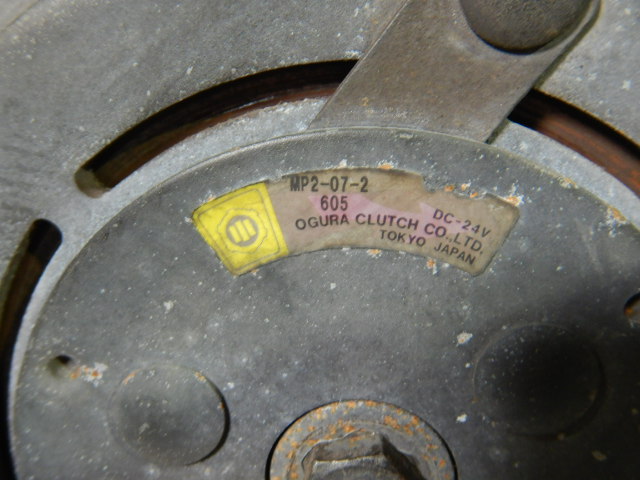 MP2-07-2
605
DC-24V
OGURA CLUTCH CO.,LTD.
TOKYO JAPAN